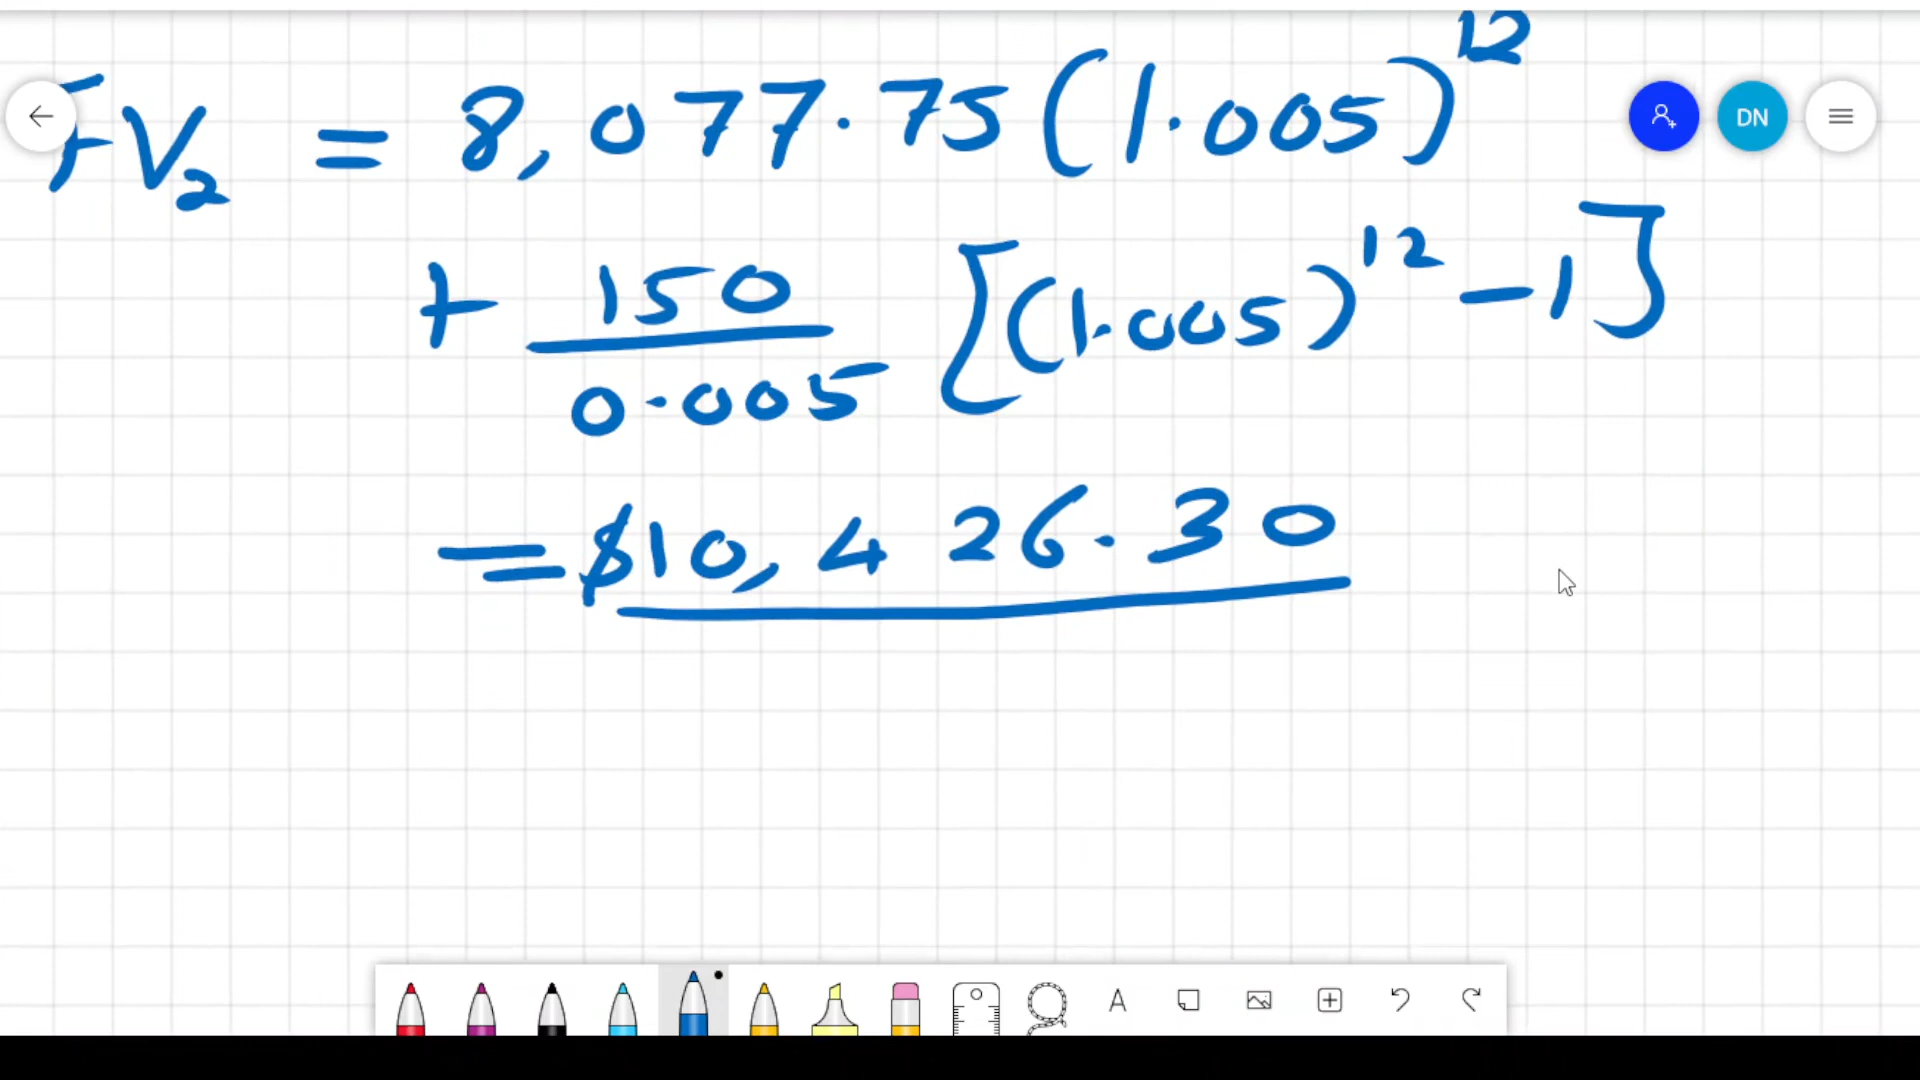 FV₂ = 8,077.75 (1.005)¹²
DN
+ 150/0.005 [(1.005)¹² - 1]
= $10,426.30
A